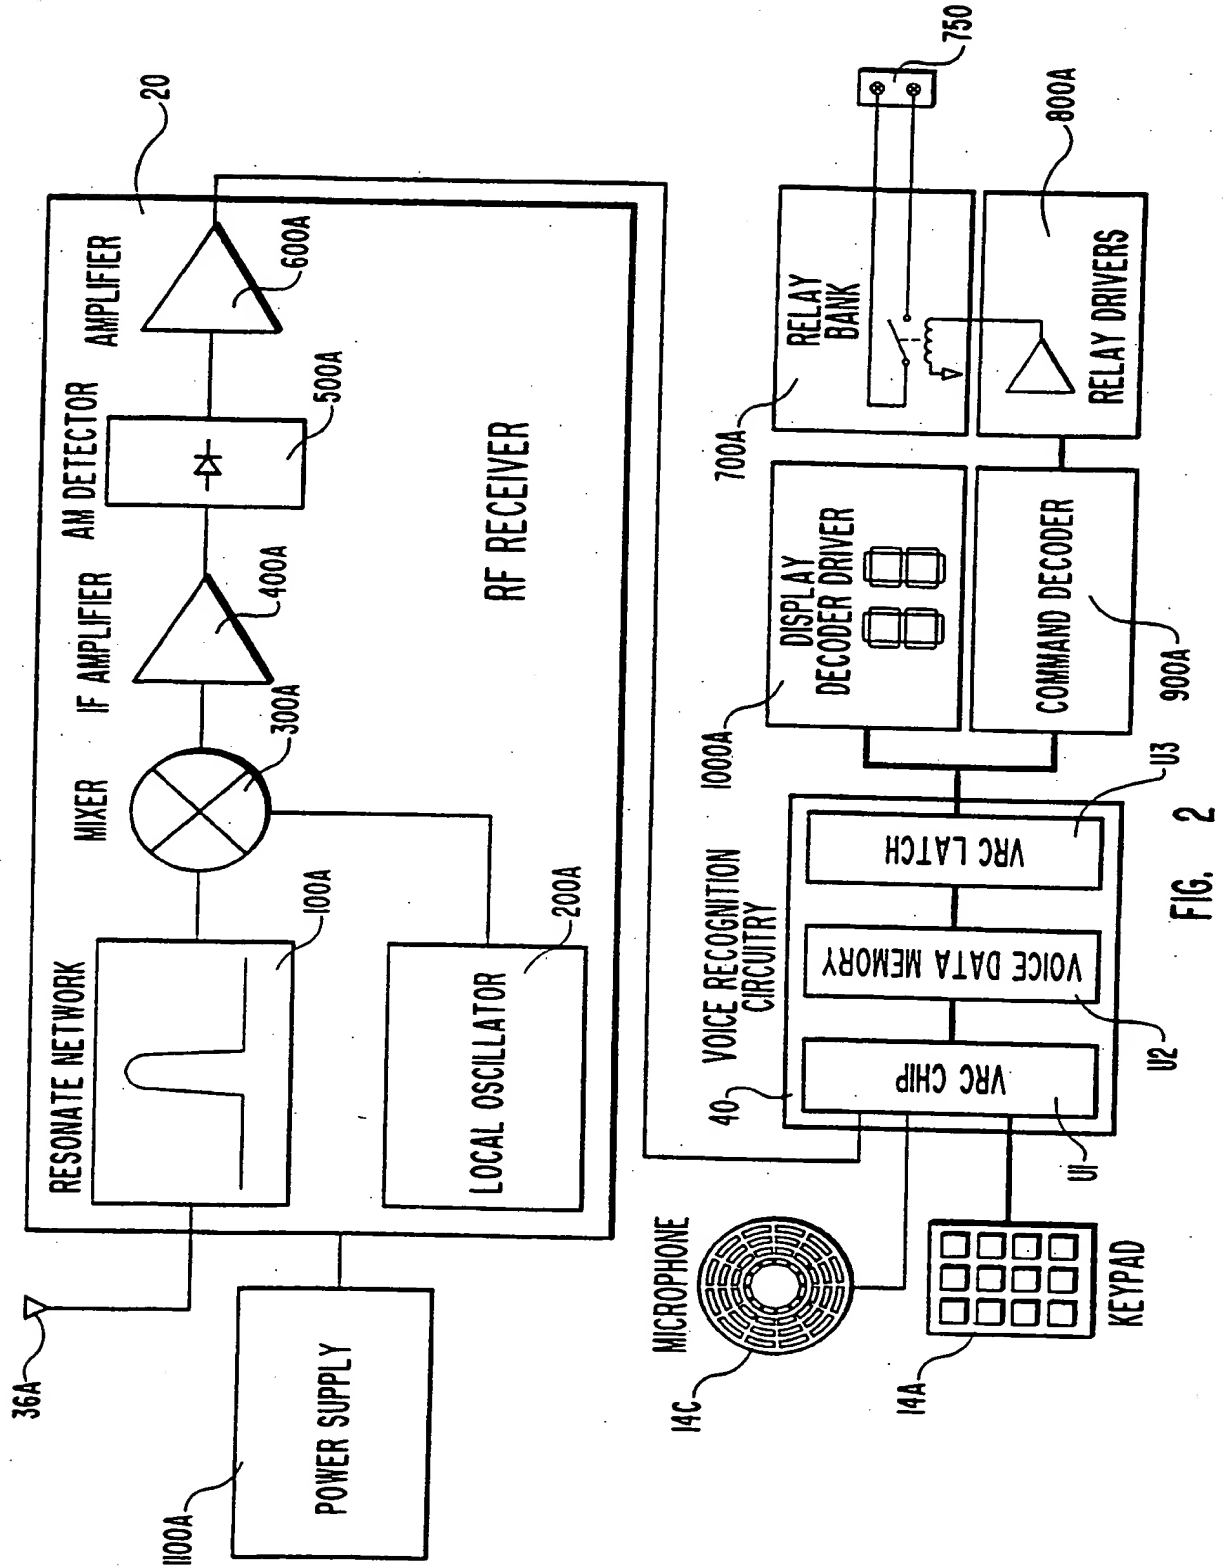 20
RESONATE NETWORK
MIXER
IF AMPLIFIER
AM DETECTOR
AMPLIFIER
36A
100A
300A
400A
500A
600A
LOCAL OSCILLATOR
200A
RF RECEIVER
POWER SUPPLY
1100A
MICROPHONE
14C
14A
KEYPAD
VOICE RECOGNITION
CIRCUITRY
40
VRC CHIP
VOICE DATA MEMORY
VRC LATCH
U1
U2
U3
1000A
DISPLAY
DECODER DRIVER
COMMAND DECODER
900A
700A
RELAY
BANK
RELAY DRIVERS
800A
750
FIG. 2